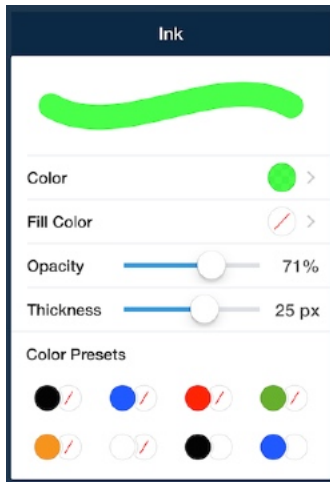 Ink
Color
Fill Color
Opacity 71%
Thickness 25 px
Color Presets